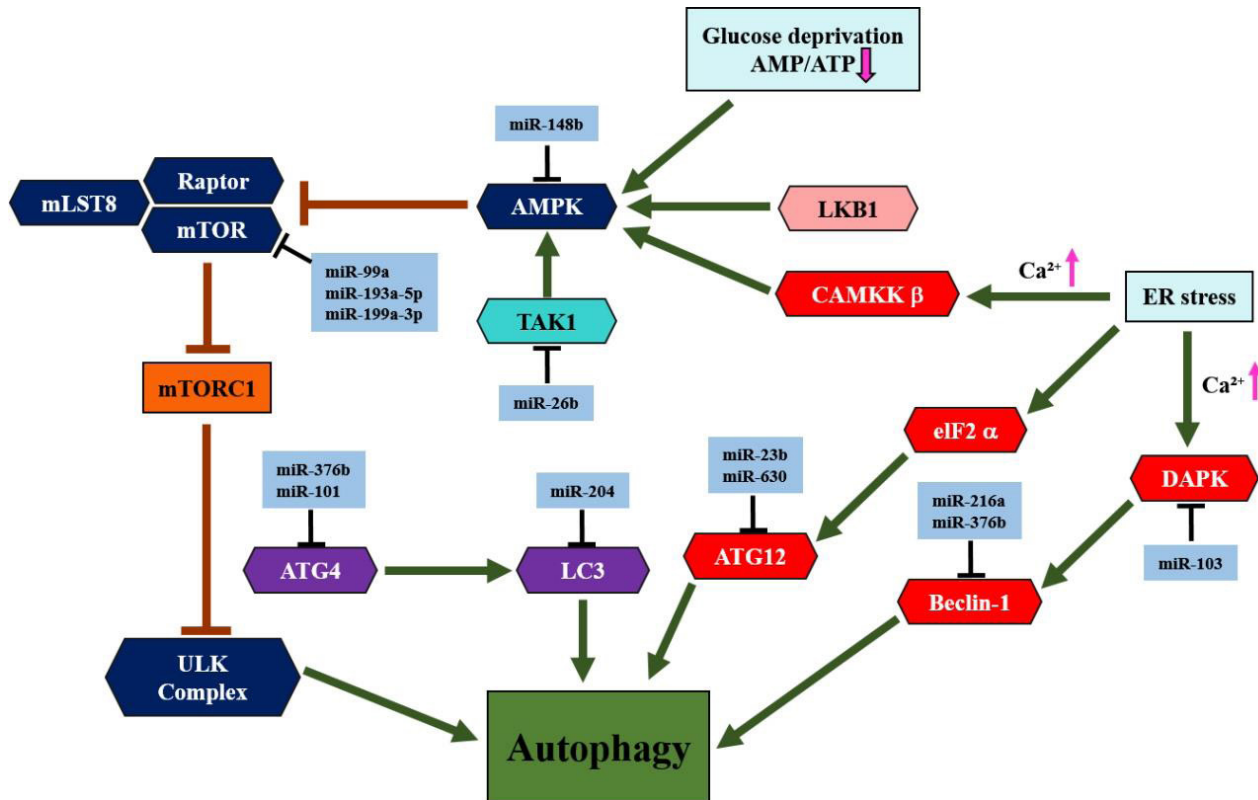 Glucose deprivation
AMP/ATP
miR-148b
Raptor
mLST8
mTOR
AMPK
LKB1
miR-99a
miR-193a-5p
miR-199a-3p
TAK1
CAMKK β
Ca²⁺
ER stress
mTORC1
miR-26b
Ca²⁺
eIF2 α
miR-376b
miR-101
miR-204
miR-23b
miR-630
DAPK
miR-216a
miR-376b
ATG4
LC3
ATG12
miR-103
Beclin-1
ULK
Complex
Autophagy